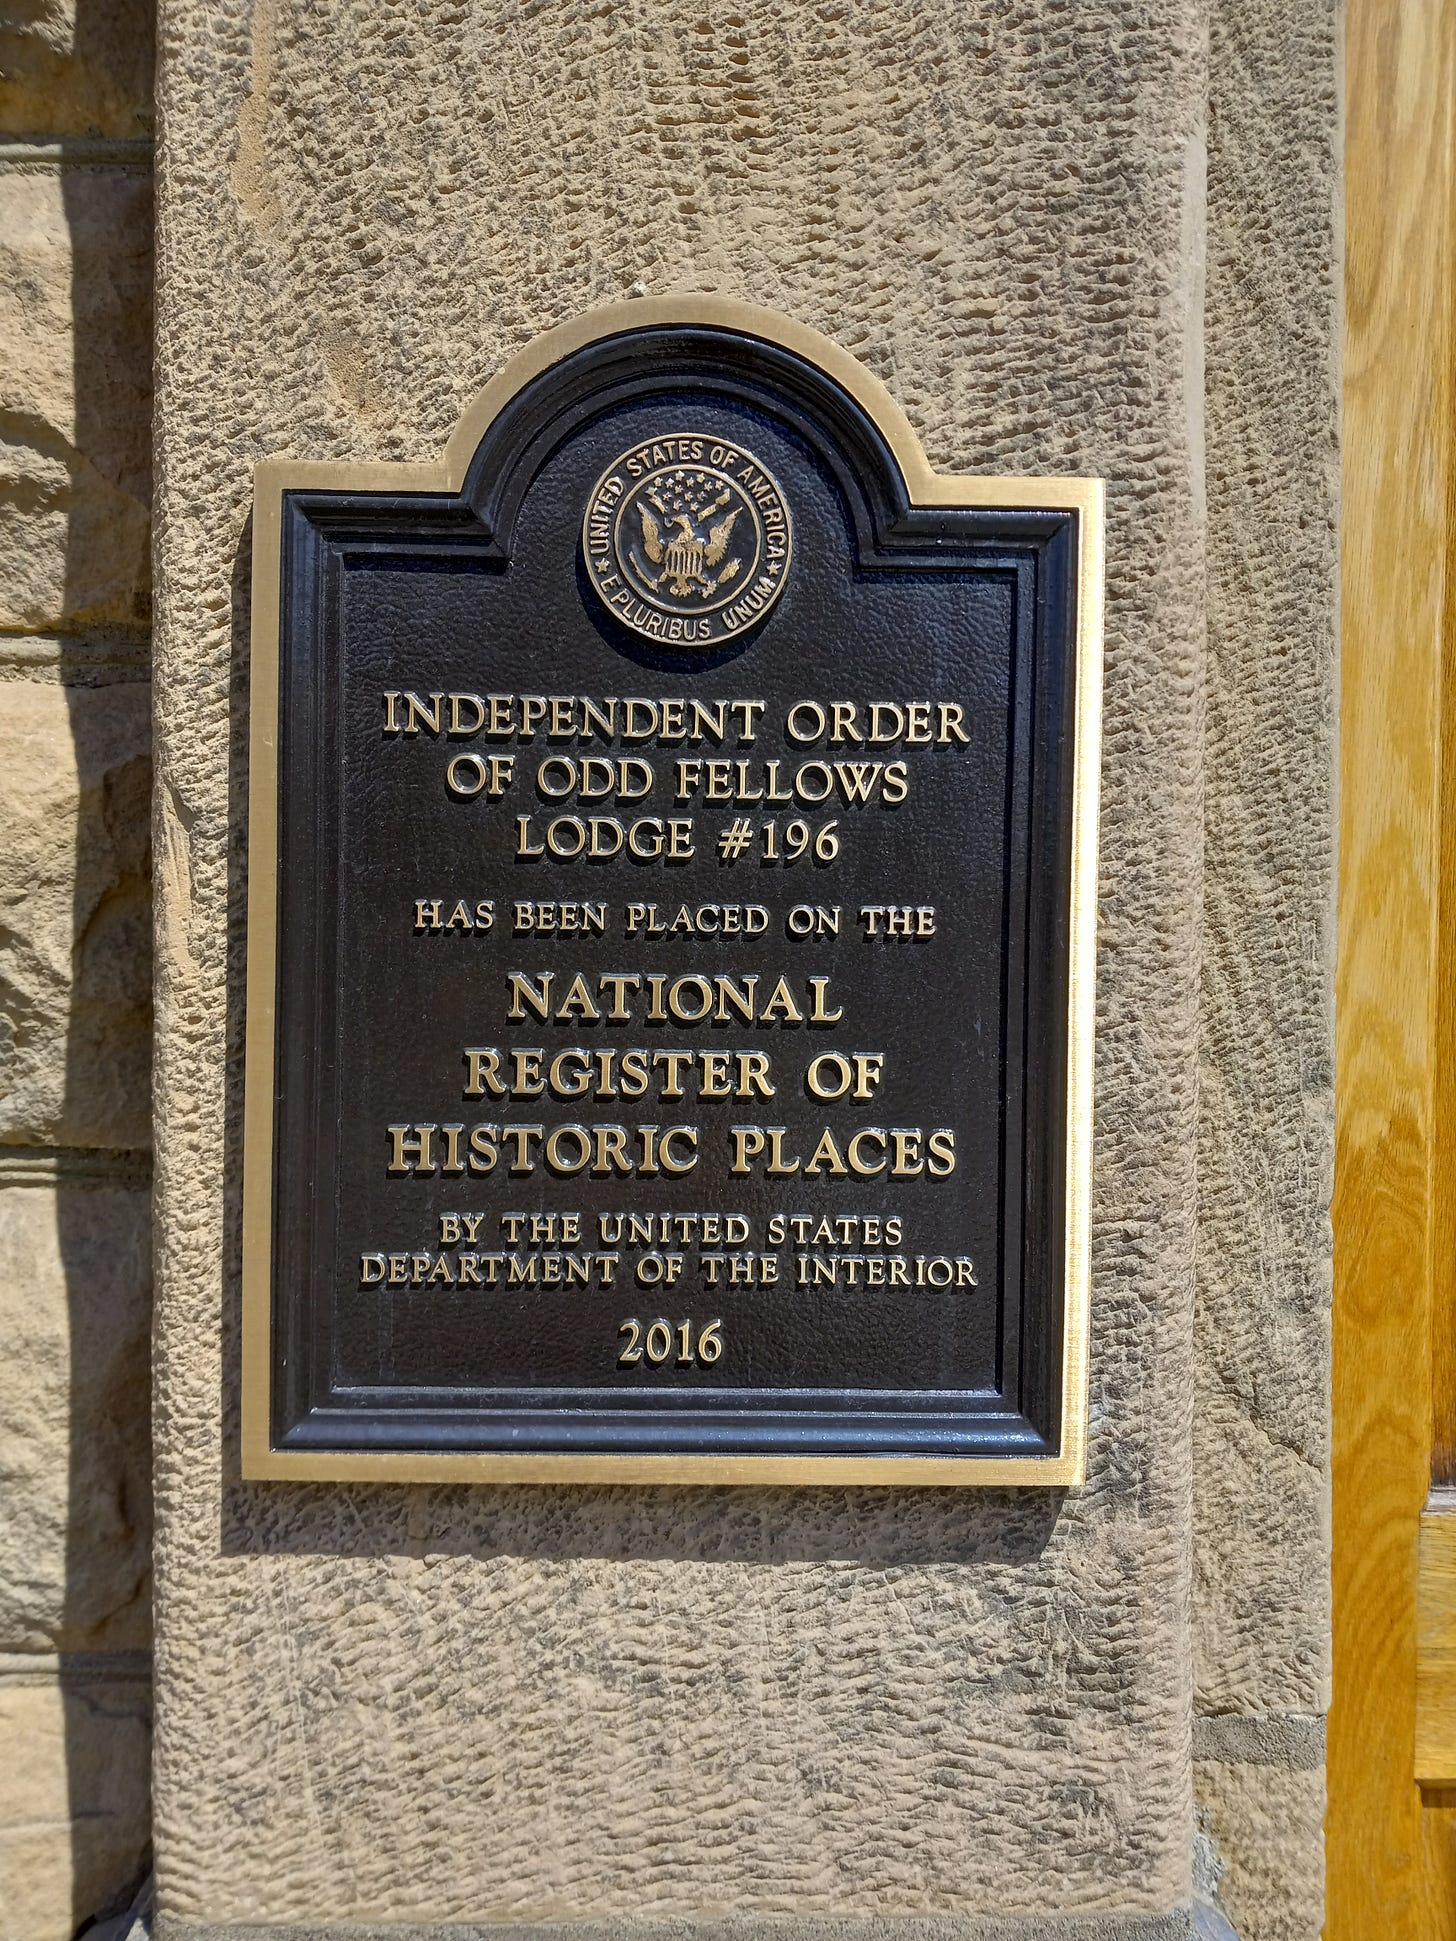 UNITED STATES OF AMERICA
★ E PLURIBUS UNUM ★
INDEPENDENT ORDER
OF ODD FELLOWS
LODGE #196
HAS BEEN PLACED ON THE
NATIONAL
REGISTER OF
HISTORIC PLACES
BY THE UNITED STATES
DEPARTMENT OF THE INTERIOR
2016